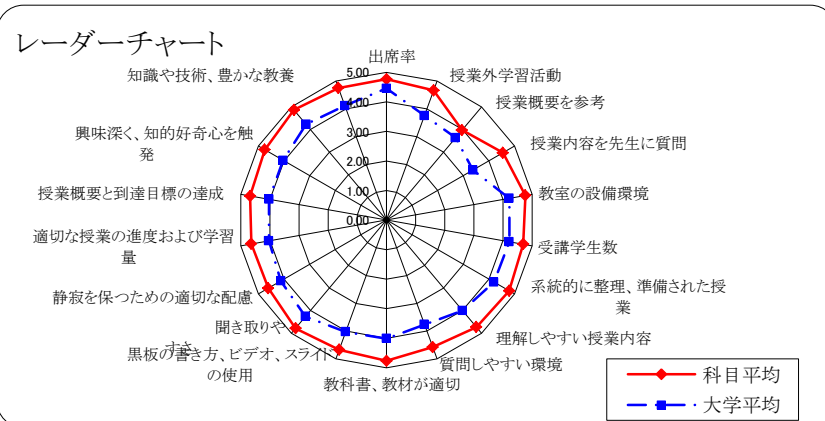 レーダーチャート
出席率
授業外学習活動
授業概要を参考
授業内容を先生に質問
教室の設備環境
受講学生数
系統的に整理、準備された授
業
理解しやすい授業内容
質問しやすい環境
教科書、教材が適切
黒板の書き方、ビデオ、スライド
の使用
聞き取りや
すさ
静寂を保つための適切な配慮
適切な授業の進度および学習
量
授業概要と到達目標の達成
興味深く、知的好奇心を触
発
知識や技術、豊かな教養
5.00
4.00
3.00
2.00
1.00
0.00
科目平均
大学平均